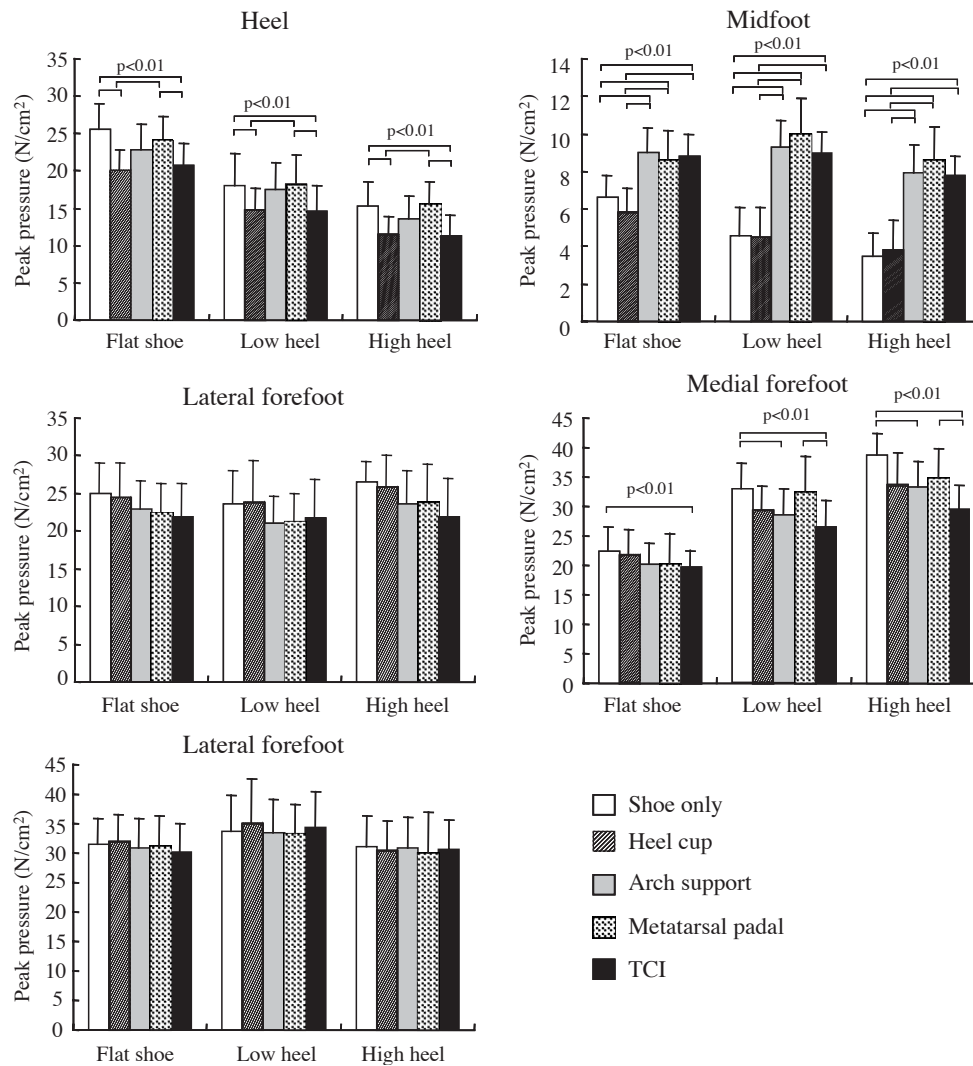 Heel
Peak pressure (N/cm²)
35
30
25
20
15
10
5
0
p<0.01
p<0.01
p<0.01
Flat shoe
Low heel
High heel
Midfoot
Peak pressure (N/cm²)
14
12
10
8
6
4
2
0
p<0.01
p<0.01
p<0.01
Flat shoe
Low heel
High heel
Lateral forefoot
Peak pressure (N/cm²)
35
30
25
20
15
10
5
0
Flat shoe
Low heel
High heel
Medial forefoot
Peak pressure (N/cm²)
45
40
35
30
25
20
15
10
5
0
p<0.01
p<0.01
p<0.01
Flat shoe
Low heel
High heel
Lateral forefoot
Peak pressure (N/cm²)
45
40
35
30
25
20
15
10
5
0
Flat shoe
Low heel
High heel
Shoe only
Heel cup
Arch support
Metatarsal padal
TCI